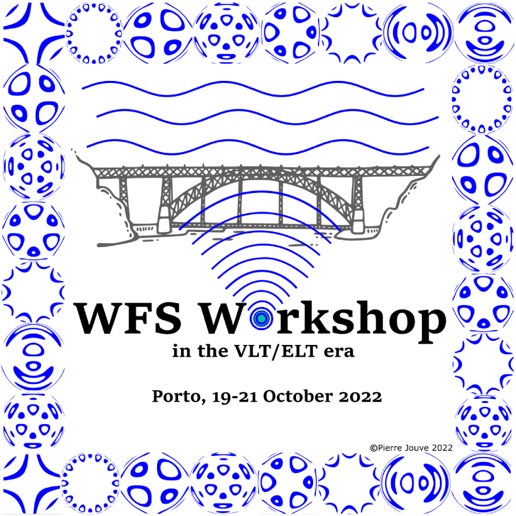 WFS Workshop
in the VLT/ELT era
Porto, 19-21 October 2022
©Pierre Jouve 2022